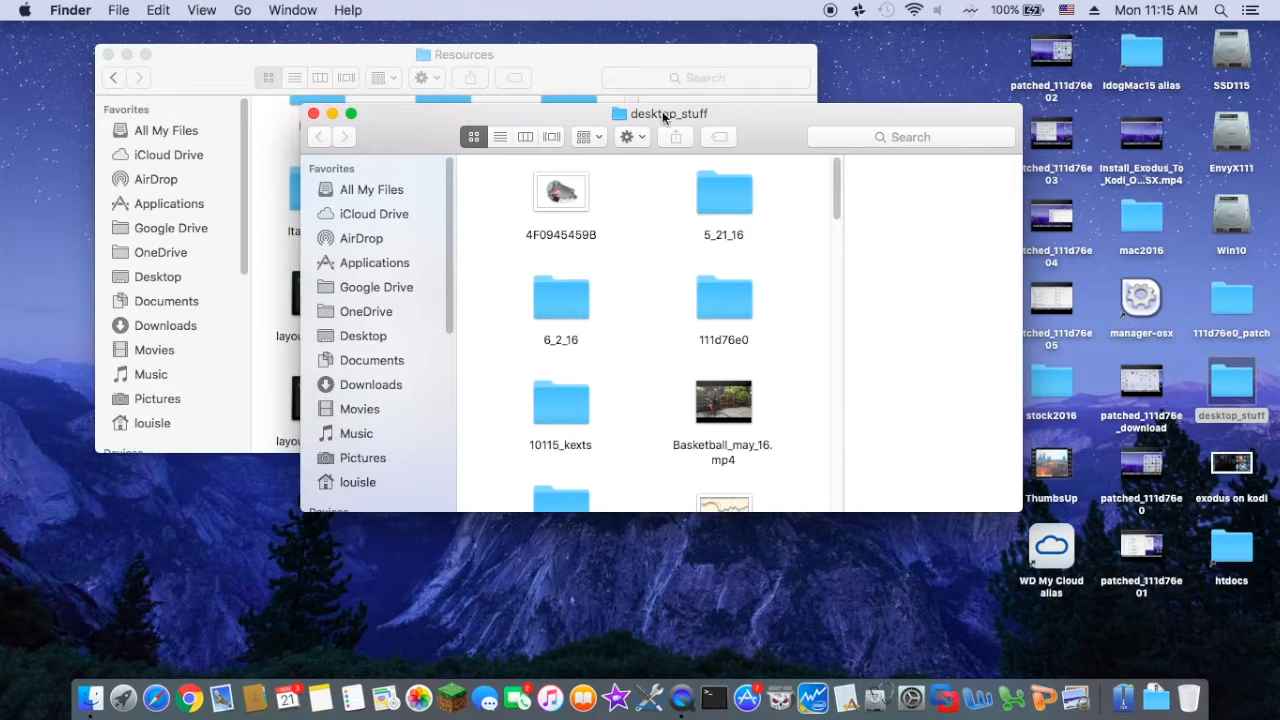 Finder File Edit View Go Window Help 100% Mon 11:15 AM
Resources
Search
Favorites
All My Files
iCloud Drive
AirDrop
Applications
Google Drive
OneDrive
Desktop
Documents
Downloads
Movies
Music
Pictures
louisle
desktop_stuff
Search
Favorites
All My Files
iCloud Drive
AirDrop
Applications
Google Drive
OneDrive
Desktop
Documents
Downloads
Movies
Music
Pictures
louisle
4F0945459B
5_21_16
6_2_16
111d76e0
10115_kexts
Basketball_may_16.
mp4
patched_111d76e
02
IdogMac15 alias
SSD115
tched_111d76e
03
Install_Exodus_To
_Kodi_O...SX.mp4
EnvyX111
tched_111d76e
04
mac2016
Win10
tched_111d76e
05
manager-osx
111d76e0_patch
stock2016
patched_111d76e
_download
desktop_stuff
ThumbsUp
patched_111d76e
0
exodus on kodi
WD My Cloud
alias
patched_111d76e
01
htdocs